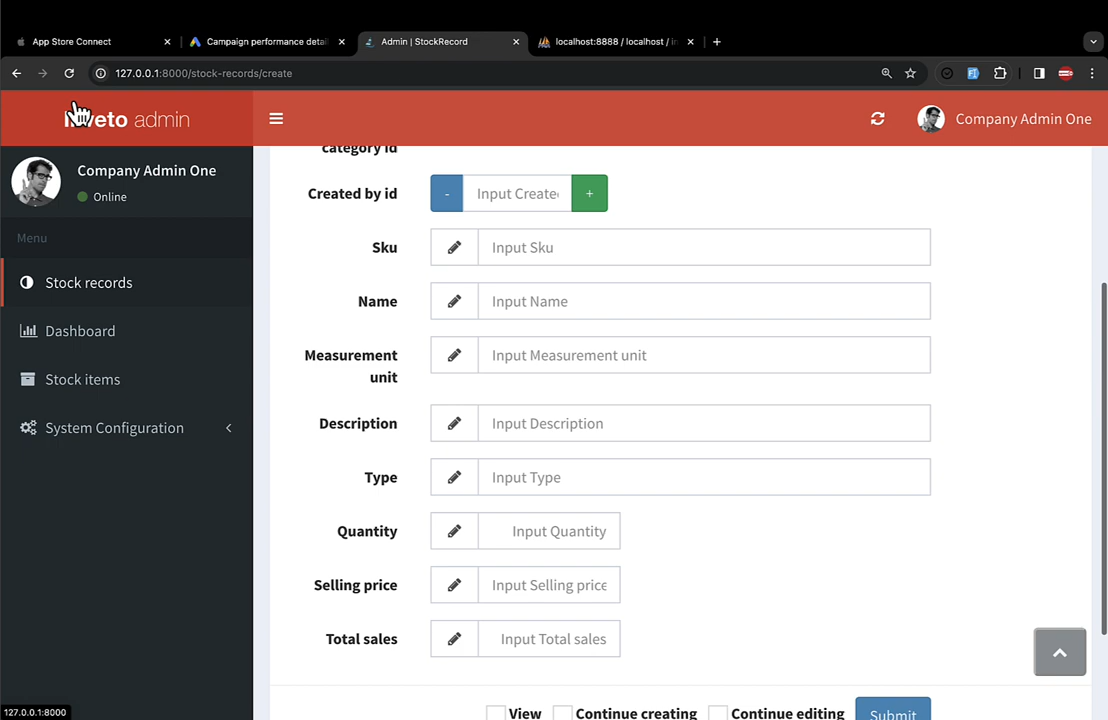 App Store Connect
Campaign performance detai
Admin | StockRecord
localhost:8888 / localhost / in
127.0.0.1:8000/stock-records/create
admin
Company Admin One
Company Admin One
Online
Menu
Stock records
Dashboard
Stock items
System Configuration
category id
Created by id
-
Input Create
+
Sku
Input Sku
Name
Input Name
Measurement
unit
Input Measurement unit
Description
Input Description
Type
Input Type
Quantity
Input Quantity
Selling price
Input Selling price
Total sales
Input Total sales
View
Continue creating
Continue editing
Submit
127.0.0.1:8000